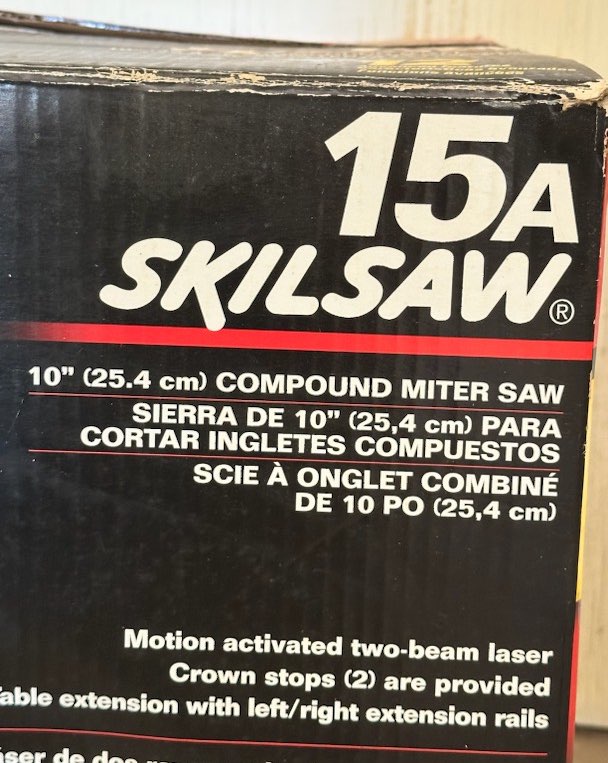 15A
SKILSAW®
10" (25.4 cm) COMPOUND MITER SAW
SIERRA DE 10" (25,4 cm) PARA
CORTAR INGLETES COMPUESTOS
SCIE À ONGLET COMBINÉ
DE 10 PO (25,4 cm)
Motion activated two-beam laser
Crown stops (2) are provided
extension with left/right extension rails
de dos